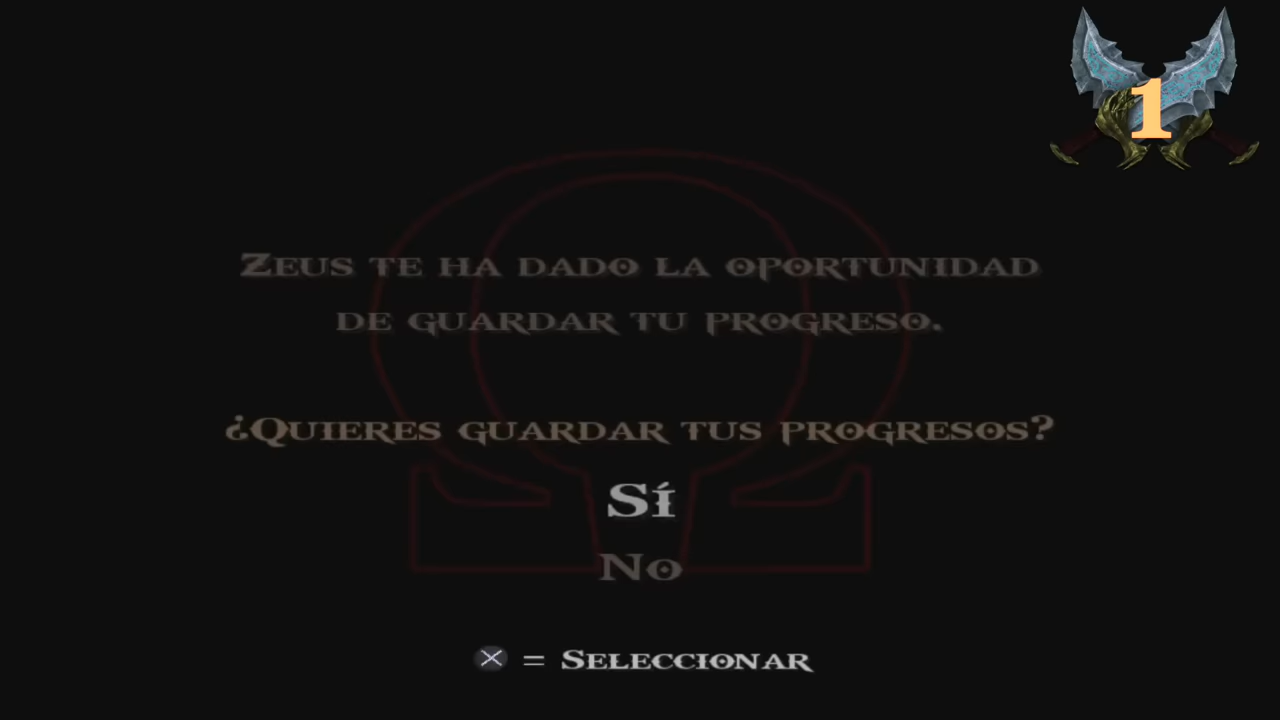 1
Zeus te ha dado la oportunidad
de guardar tu progreso.
¿Quieres guardar tus progresos?
Sí
No
= Seleccionar